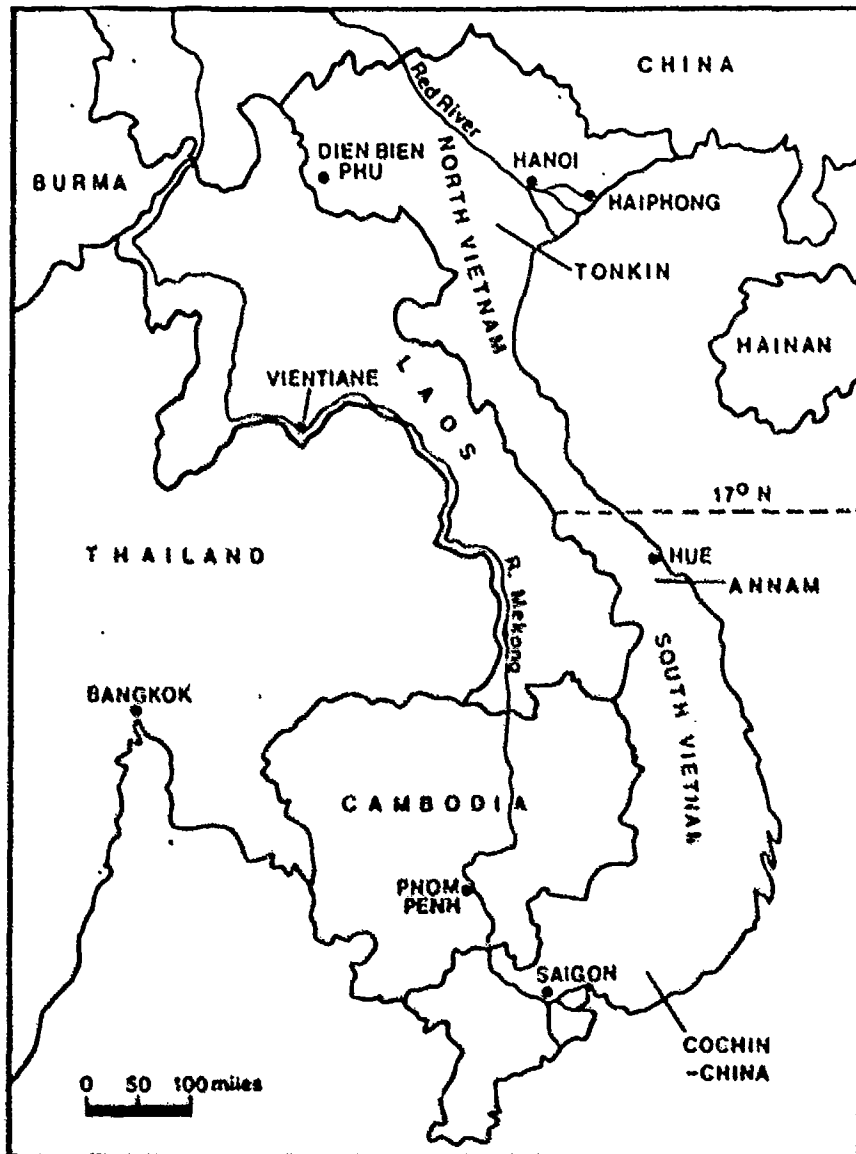 CHINA
Red River
DIEN BIEN
PHU
HANOI
BURMA
HAIPHONG
NORTH VIETNAM
TONKIN
HAINAN
VIENTIANE
LAOS
17° N
THAILAND
HUE
ANNAM
R. Mekong
SOUTH VIETNAN
BANGKOK
CAMBODIA
PHOM
PENH
SAIGON
COCHIN
-CHINA
0 50 100 miles